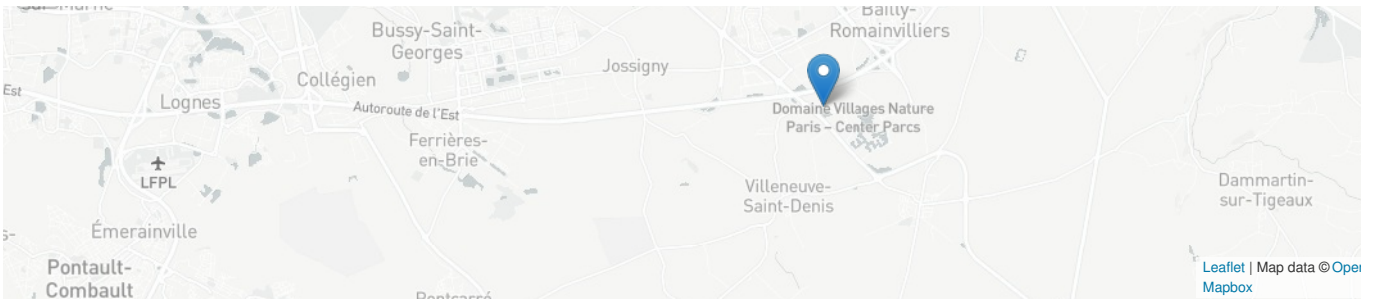 Bussy-Saint-
Georges
Bailly-
Romainvilliers
Jossigny
Collégien
Est
Lognes
Autoroute de l'Est
Domaine Villages Nature
Paris – Center Parcs
Ferrières-
en-Brie
LFPL
Villeneuve-
Saint-Denis
Dammartin-
sur-Tigeaux
Émerainville
Pontault-
Combault
Leaflet | Map data © Oper
Mapbox